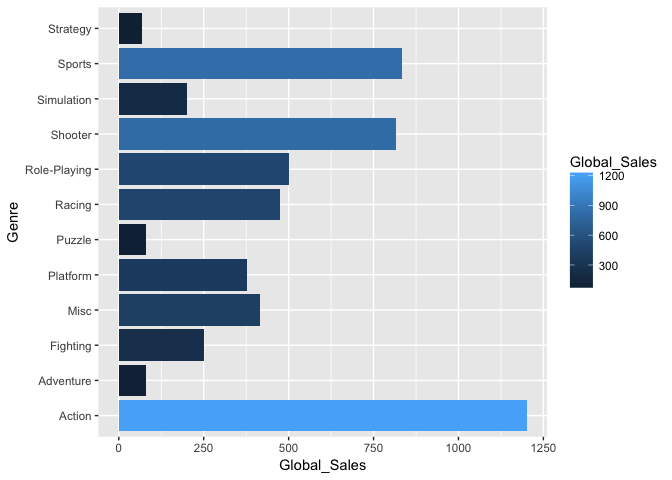 Strategy
Sports
Simulation
Shooter
Role-Playing
Racing
Puzzle
Platform
Misc
Fighting
Adventure
Action
Genre
0 250 500 750 1000 1250
Global_Sales
Global_Sales
1200
900
600
300